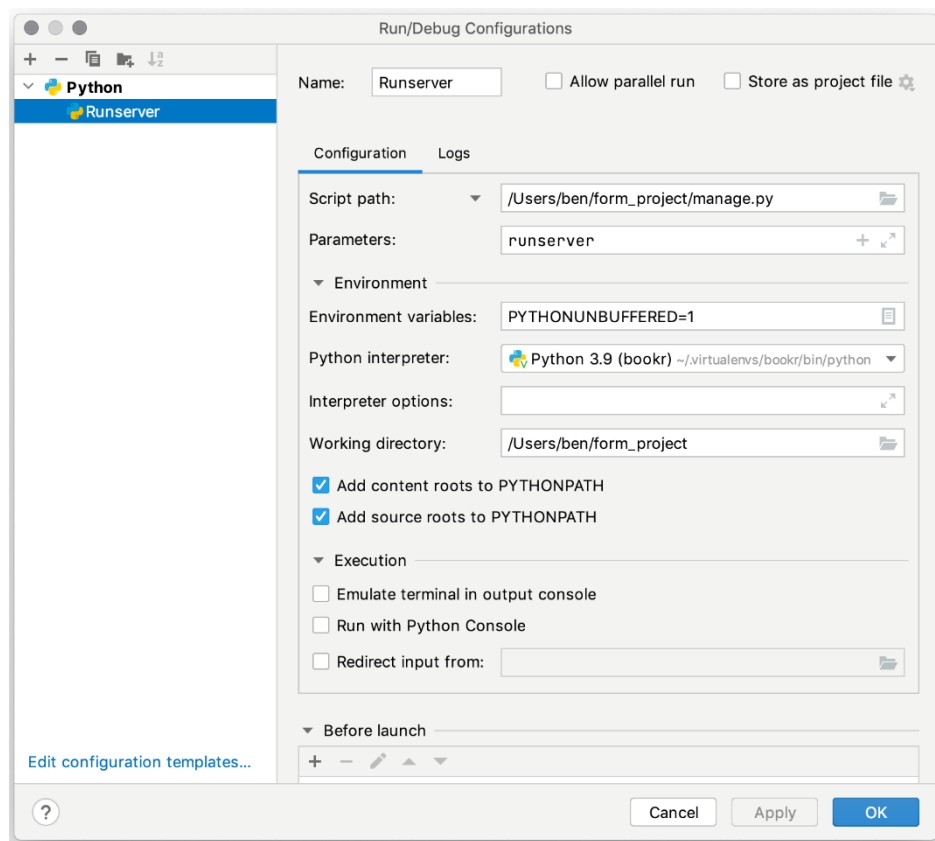 Run/Debug Configurations
Python
Runserver
Name: Runserver Allow parallel run Store as project file
Configuration Logs
Script path: /Users/ben/form_project/manage.py
Parameters: runserver
Environment
Environment variables: PYTHONUNBUFFERED=1
Python interpreter: Python 3.9 (bookr) ~/.virtualenvs/bookr/bin/python
Interpreter options:
Working directory: /Users/ben/form_project
Add content roots to PYTHONPATH
Add source roots to PYTHONPATH
Execution
Emulate terminal in output console
Run with Python Console
Redirect input from:
Before launch
Edit configuration templates...
? Cancel Apply OK